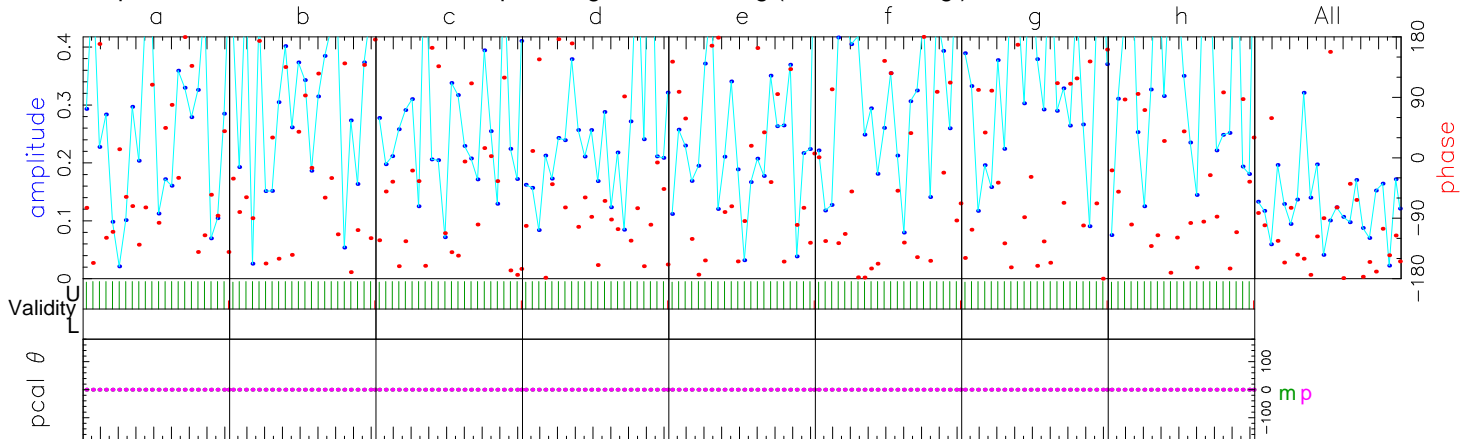 a b c d e f g h All
amplitude
0 0.1 0.2 0.3 0.4
phase
−180 −90 0 90 180
Validity
U
L
pcal θ
−100 0 100
m p